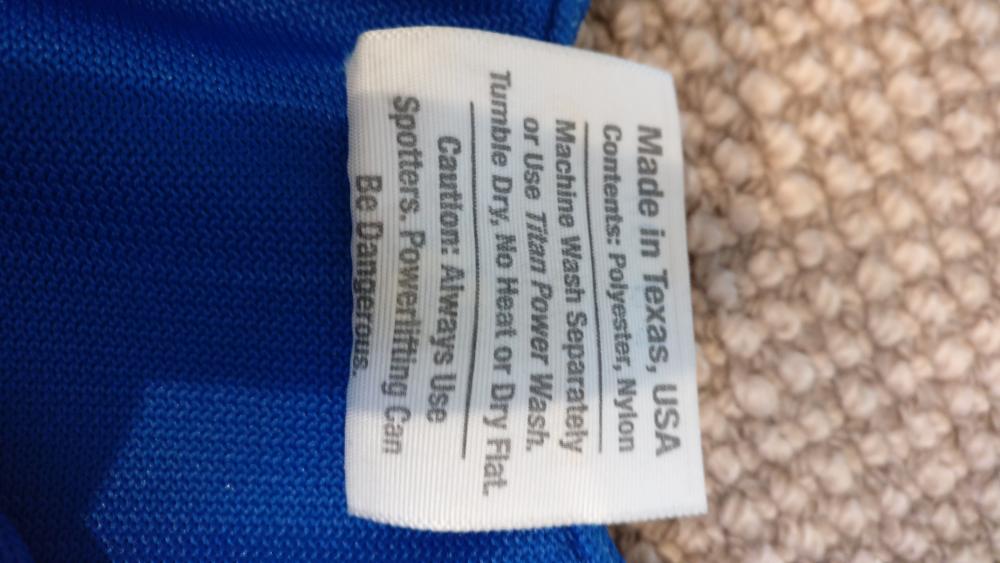 Made in Texas, USA
Contents: Polyester, Nylon
Machine Wash Separately
or Use Titan Power Wash.
Tumble Dry, No Heat or Dry Flat.
Caution: Always Use
Spotters. Powerlifting Can
Be Dangerous.